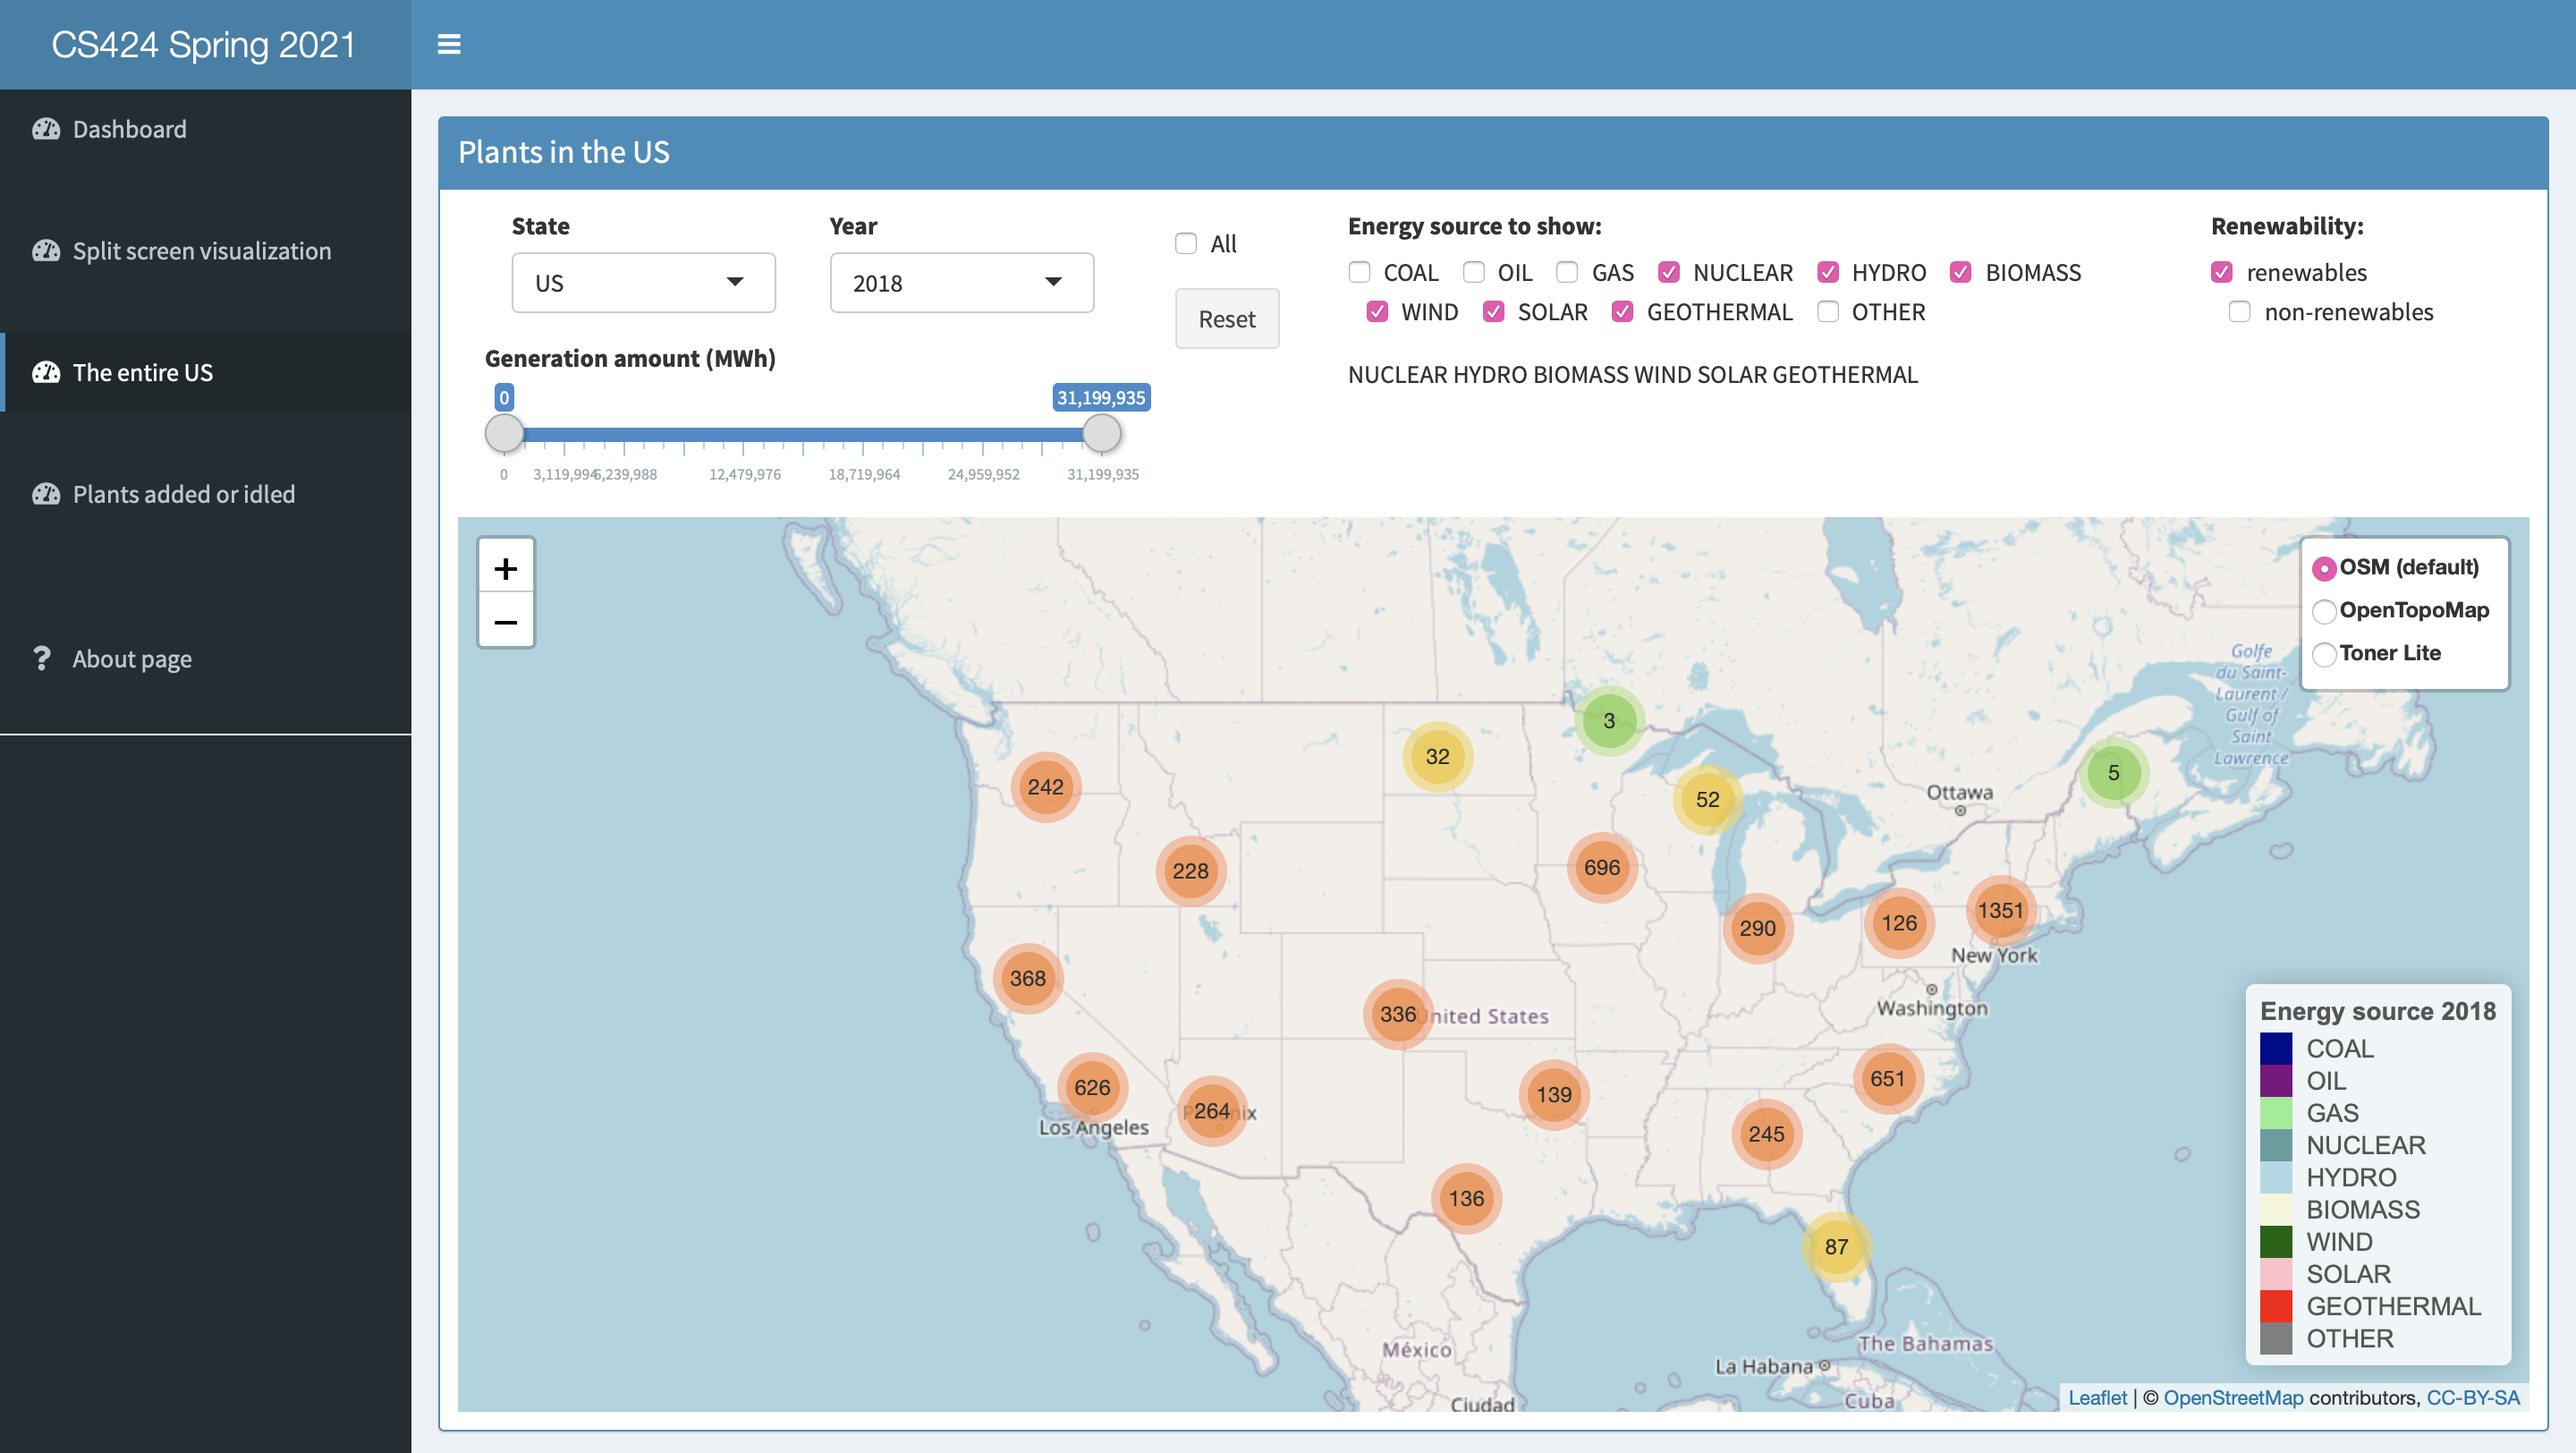 CS424 Spring 2021
Dashboard
Split screen visualization
The entire US
Plants added or idled
About page
Plants in the US
State
US
Year
2018
All
Reset
Generation amount (MWh)
0
31,199,935
0 3,119,994 6,239,988 12,479,976 18,719,964 24,959,952 31,199,935
Energy source to show:
COAL OIL GAS NUCLEAR HYDRO BIOMASS
WIND SOLAR GEOTHERMAL OTHER
NUCLEAR HYDRO BIOMASS WIND SOLAR GEOTHERMAL
Renewability:
renewables
non-renewables
+
−
OSM (default)
OpenTopoMap
Toner Lite
Golfe
du Saint-
Laurent /
Gulf of
Saint
Lawrence
3
32
5
242
52
Ottawa
228
696
1351
126
290
New York
368
Washington
336
United States
626
651
139
264
Los Angeles
245
136
87
México
The Bahamas
La Habana
Cuba
Ciudad
Energy source 2018
COAL
OIL
GAS
NUCLEAR
HYDRO
BIOMASS
WIND
SOLAR
GEOTHERMAL
OTHER
Leaflet | © OpenStreetMap contributors, CC-BY-SA